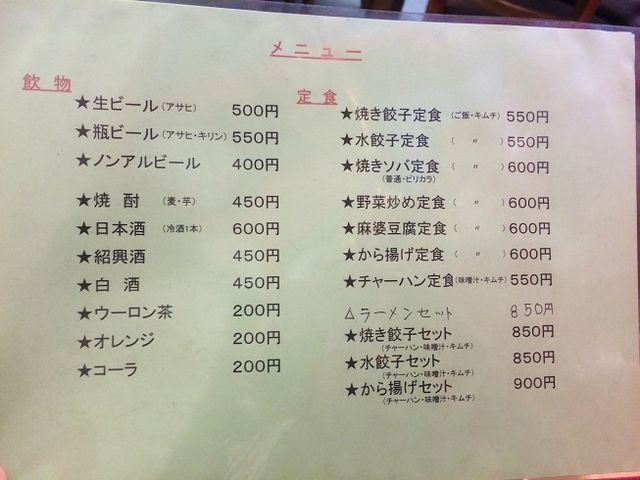 メニュー
飲物
★生ビール（アサヒ） 500円
★瓶ビール（アサヒ・キリン） 550円
★ノンアルビール 400円
★焼 酎 （麦・芋） 450円
★日本酒 （冷酒1本） 600円
★紹興酒 450円
★白 酒 450円
★ウーロン茶 200円
★オレンジ 200円
★コーラ 200円
定食
★焼き餃子定食 （ご飯・キムチ） 550円
★水餃子定食 （ 〃 ） 550円
★焼きソバ定食 （ 〃 ） 600円
（普通・ピリカラ）
★野菜炒め定食 （ 〃 ） 600円
★麻婆豆腐定食 （ 〃 ） 600円
★から揚げ定食 （ 〃 ） 600円
★チャーハン定食（味噌汁・キムチ） 550円
△ラーメンセット 850円
★焼き餃子セット 850円
（チャーハン・味噌汁・キムチ）
★水餃子セット 850円
（チャーハン・味噌汁・キムチ）
★から揚げセット 900円
（チャーハン・味噌汁・キムチ）